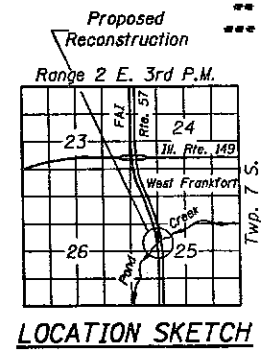 Proposed
Reconstruction
Range 2 E. 3rd P.M.
FAI
Rte. 57
23
24
Ill. Rte. 149
West Frankfort
Twp. 7 S.
Creek
26
25
Pond
LOCATION SKETCH